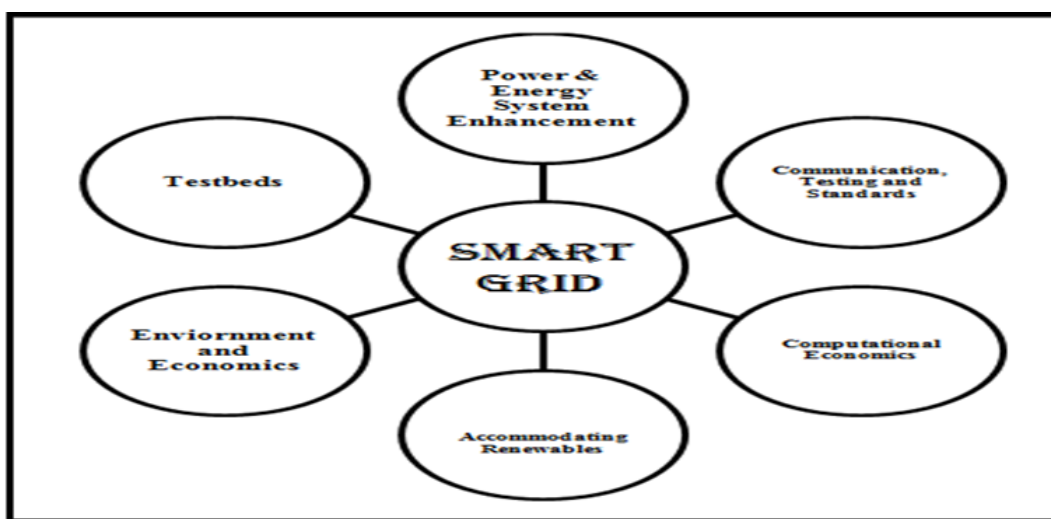 Power &
Energy
System
Enhancement
Testbeds
Communication,
Testing and
Standards
SMART
GRID
Enviornment
and
Economics
Computational
Economics
Accommodating
Renewables